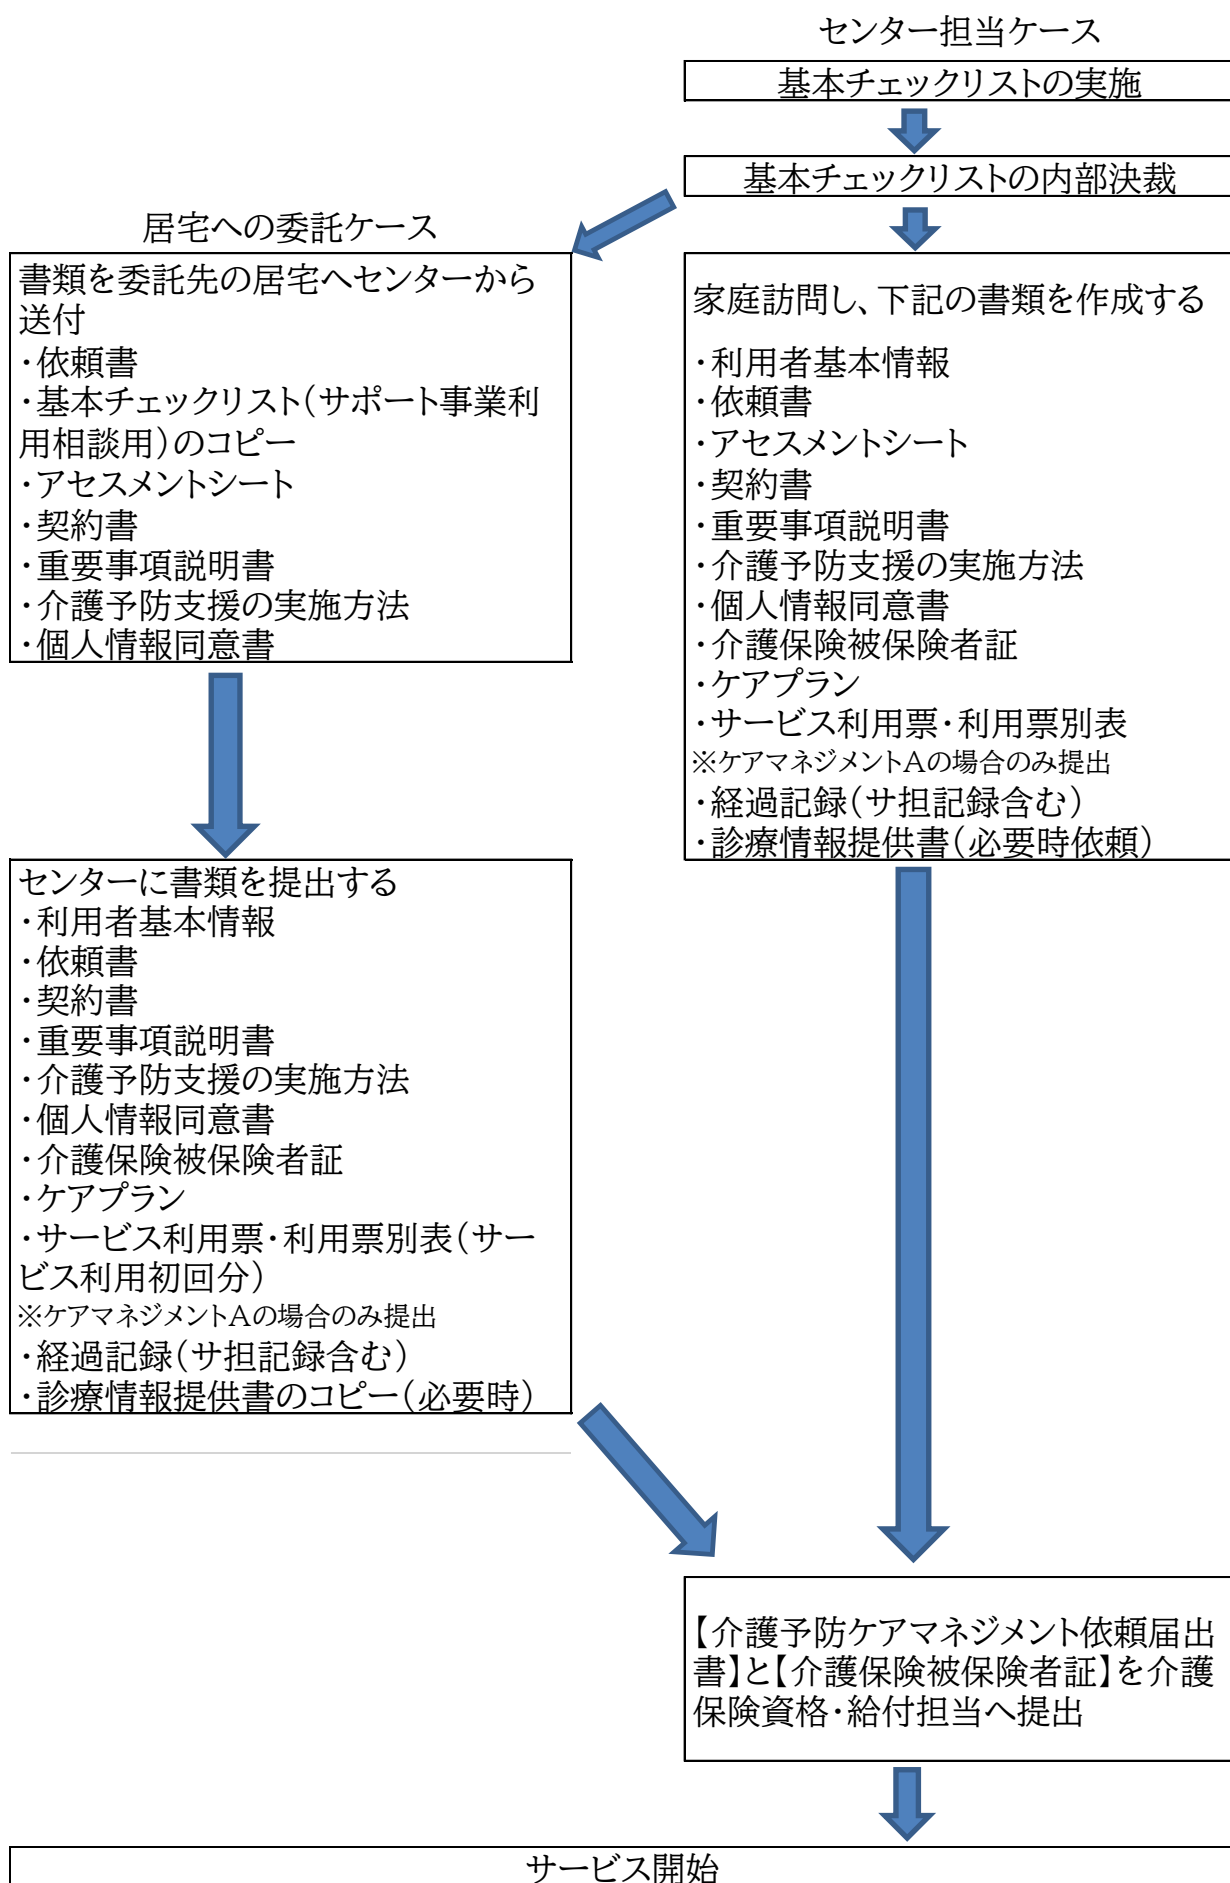 センター担当ケース
基本チェックリストの実施
基本チェックリストの内部決裁
居宅への委託ケース
書類を委託先の居宅へセンターから
送付
・依頼書
・基本チェックリスト(サポート事業利
用相談用)のコピー
・アセスメントシート
・契約書
・重要事項説明書
・介護予防支援の実施方法
・個人情報同意書
家庭訪問し、下記の書類を作成する
・利用者基本情報
・依頼書
・アセスメントシート
・契約書
・重要事項説明書
・介護予防支援の実施方法
・個人情報同意書
・介護保険被保険者証
・ケアプラン
・サービス利用票・利用票別表
※ケアマネジメントAの場合のみ提出
・経過記録(サ担記録含む)
・診療情報提供書(必要時依頼)
センターに書類を提出する
・利用者基本情報
・依頼書
・契約書
・重要事項説明書
・介護予防支援の実施方法
・個人情報同意書
・介護保険被保険者証
・ケアプラン
・サービス利用票・利用票別表(サー
ビス利用初回分)
※ケアマネジメントAの場合のみ提出
・経過記録(サ担記録含む)
・診療情報提供書のコピー(必要時)
【介護予防ケアマネジメント依頼届出
書】と【介護保険被保険者証】を介護
保険資格・給付担当へ提出
サービス開始